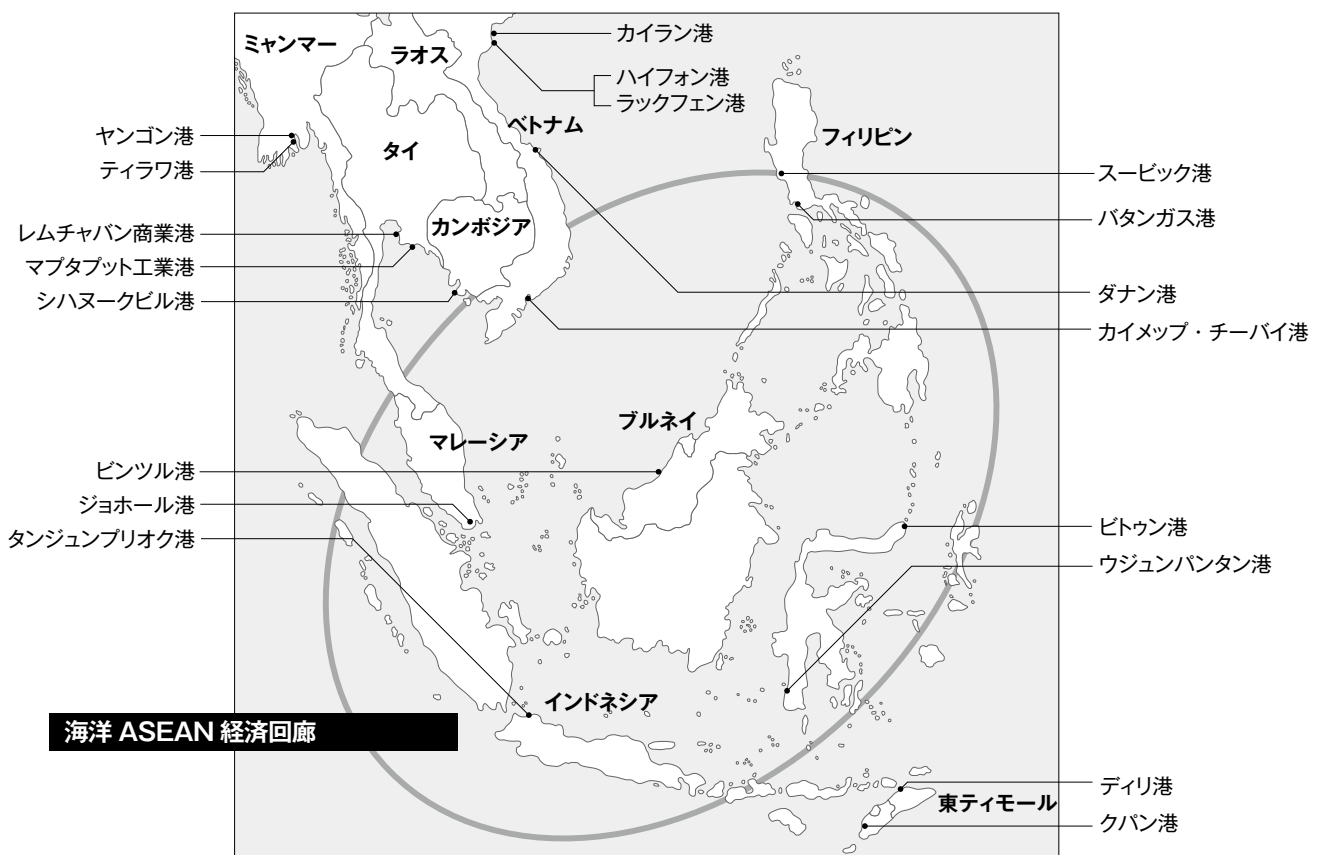 カイラン港
ミャンマー
ラオス
ハイフォン港
ラックフェン港
ベトナム
ヤンゴン港
フィリピン
タイ
ティラワ港
スービック港
バタンガス港
カンボジア
レムチャバン商業港
マプタプット工業港
シハヌークビル港
ダナン港
カイメップ・チーバイ港
ブルネイ
マレーシア
ビンツル港
ジョホール港
タンジュンプリオク港
ビトゥン港
ウジュンパンタン港
インドネシア
海洋 ASEAN 経済回廊
ディリ港
東ティモール
クパン港